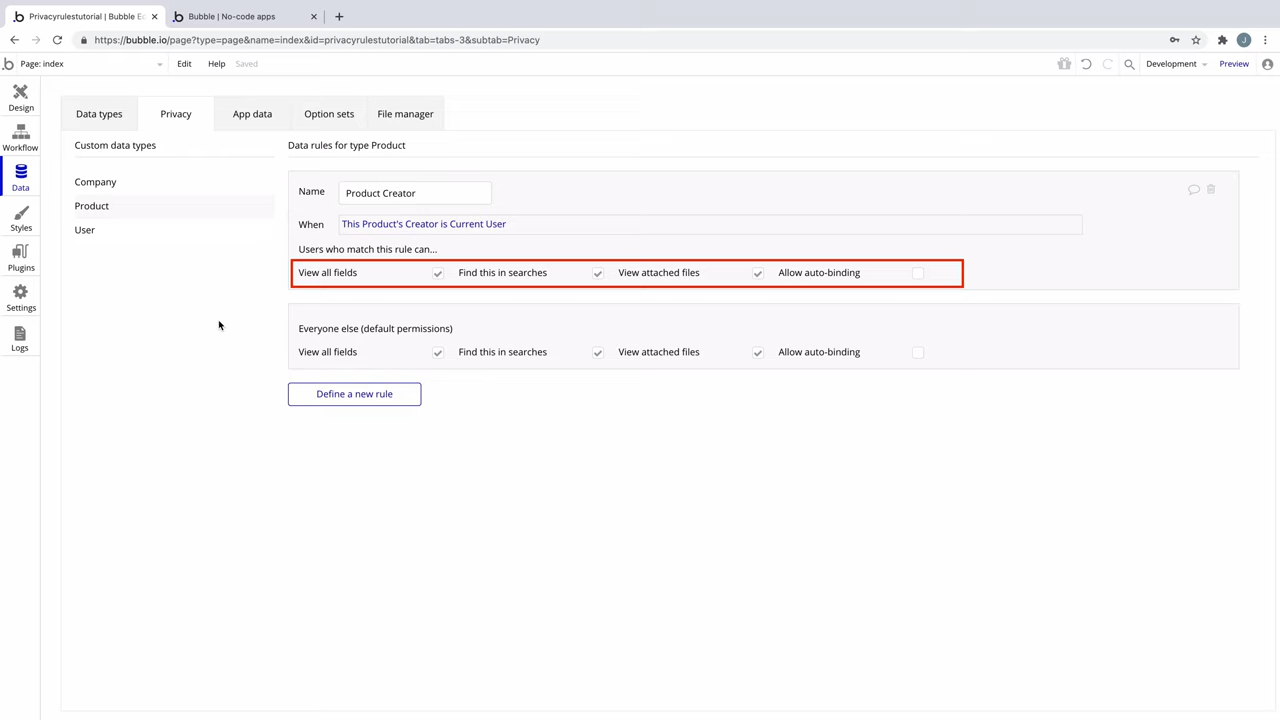 Privacyrulestutorial | Bubble Ed
Bubble | No-code apps
https://bubble.io/page?type=page&name=index&id=privacyrulestutorial&tab=tabs-3&subtab=Privacy
J
Page: index
Edit
Help
Saved
Development
Preview
Design
Workflow
Data
Styles
Plugins
Settings
Logs
Data types
Privacy
App data
Option sets
File manager
Custom data types
Company
Product
User
Data rules for type Product
Name
Product Creator
When
This Product's Creator is Current User
Users who match this rule can...
View all fields
Find this in searches
View attached files
Allow auto-binding
Everyone else (default permissions)
View all fields
Find this in searches
View attached files
Allow auto-binding
Define a new rule